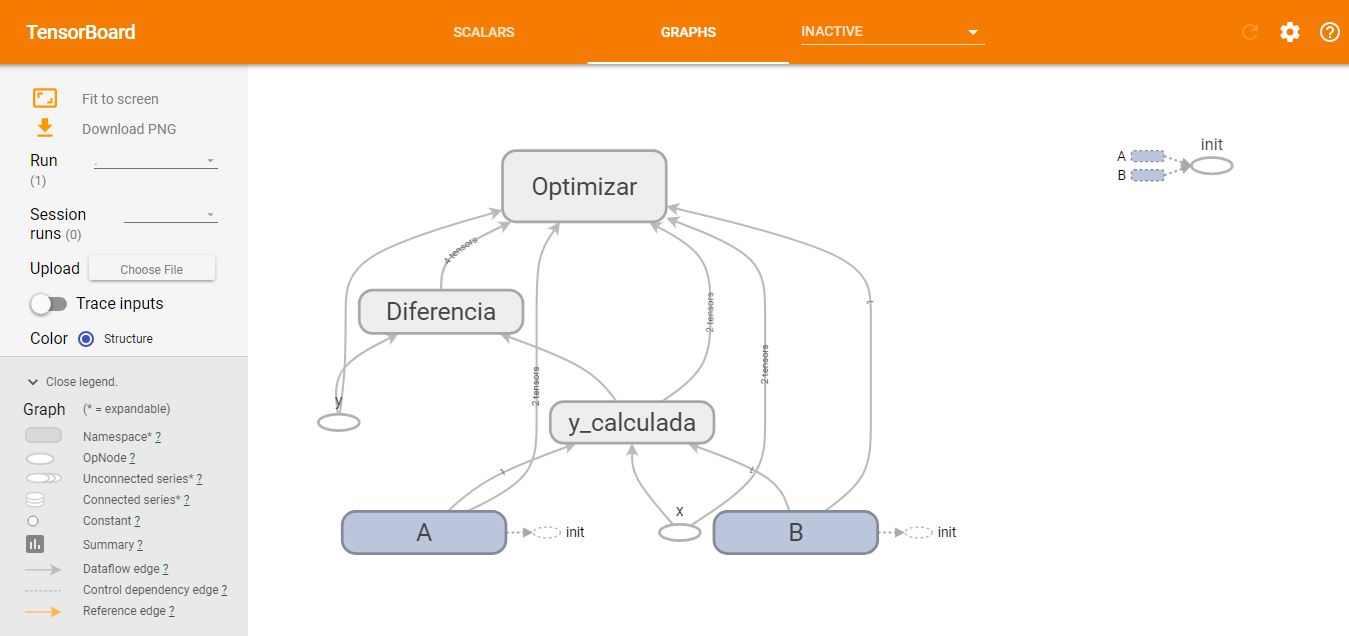 TensorBoard
SCALARS
GRAPHS
INACTIVE
Fit to screen
Download PNG
Run
(1)
.
Session
runs (0)
Upload
Choose File
Trace inputs
Color
Structure
Close legend.
Graph
(* = expandable)
Namespace* ?
OpNode ?
Unconnected series* ?
Connected series* ?
Constant ?
Summary ?
Dataflow edge ?
Control dependency edge ?
Reference edge ?
Optimizar
4 tensors
Diferencia
2 tensors
2 tensors
2 tensors
y
y_calculada
A
init
x
B
init
A
B
init